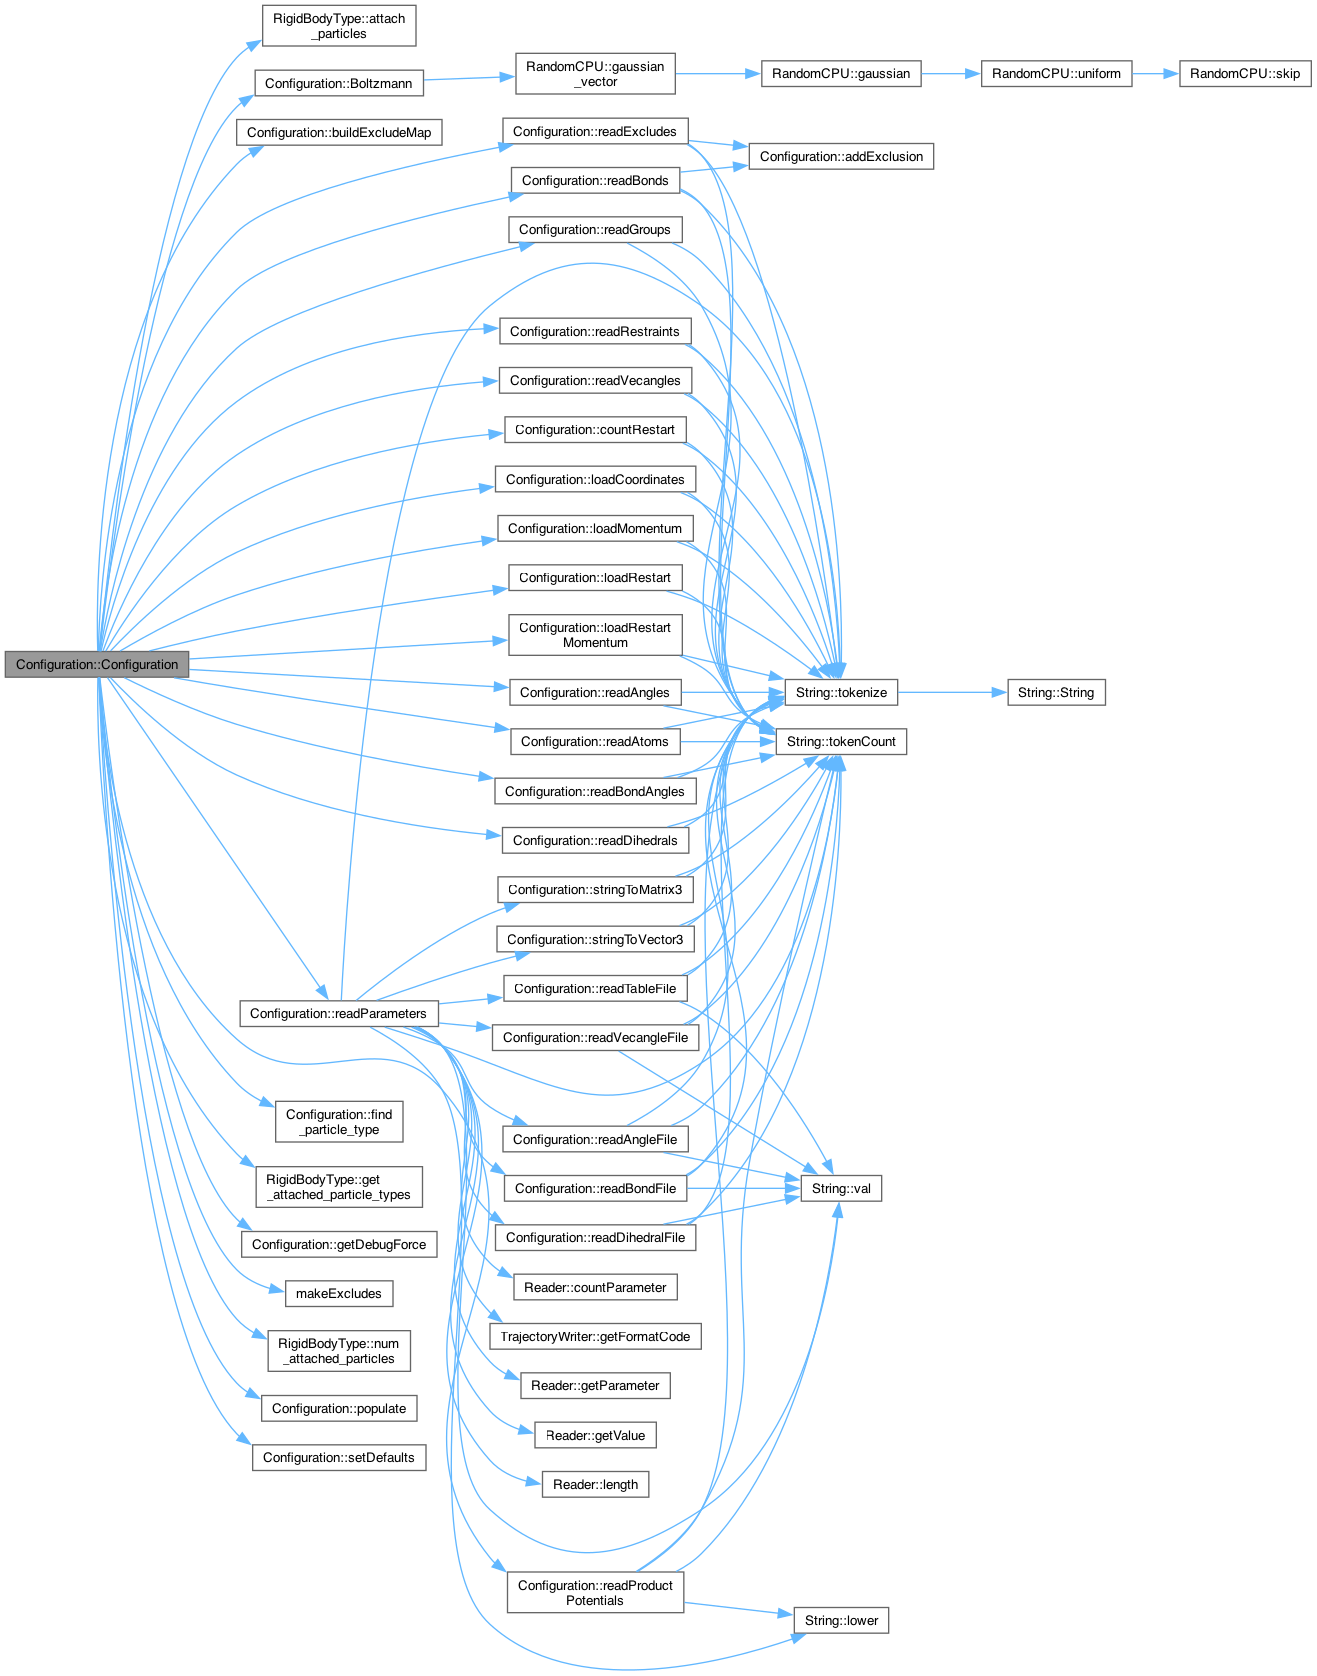 RigidBodyType::attach
_particles
Configuration::Boltzmann
RandomCPU::gaussian
_vector
RandomCPU::gaussian
RandomCPU::uniform
RandomCPU::skip
Configuration::buildExcludeMap
Configuration::readExcludes
Configuration::addExclusion
Configuration::readBonds
Configuration::readGroups
Configuration::readRestraints
Configuration::readVecangles
Configuration::countRestart
Configuration::loadCoordinates
Configuration::loadMomentum
Configuration::loadRestart
Configuration::loadRestart
Momentum
Configuration::Configuration
Configuration::readAngles
String::tokenize
String::String
Configuration::readAtoms
String::tokenCount
Configuration::readBondAngles
Configuration::readDihedrals
Configuration::stringToMatrix3
Configuration::stringToVector3
Configuration::readTableFile
Configuration::readParameters
Configuration::readVecangleFile
Configuration::find
_particle_type
Configuration::readAngleFile
RigidBodyType::get
_attached_particle_types
Configuration::readBondFile
String::val
Configuration::getDebugForce
Configuration::readDihedralFile
makeExcludes
Reader::countParameter
RigidBodyType::num
_attached_particles
TrajectoryWriter::getFormatCode
Reader::getParameter
Configuration::populate
Reader::getValue
Configuration::setDefaults
Reader::length
Configuration::readProduct
Potentials
String::lower